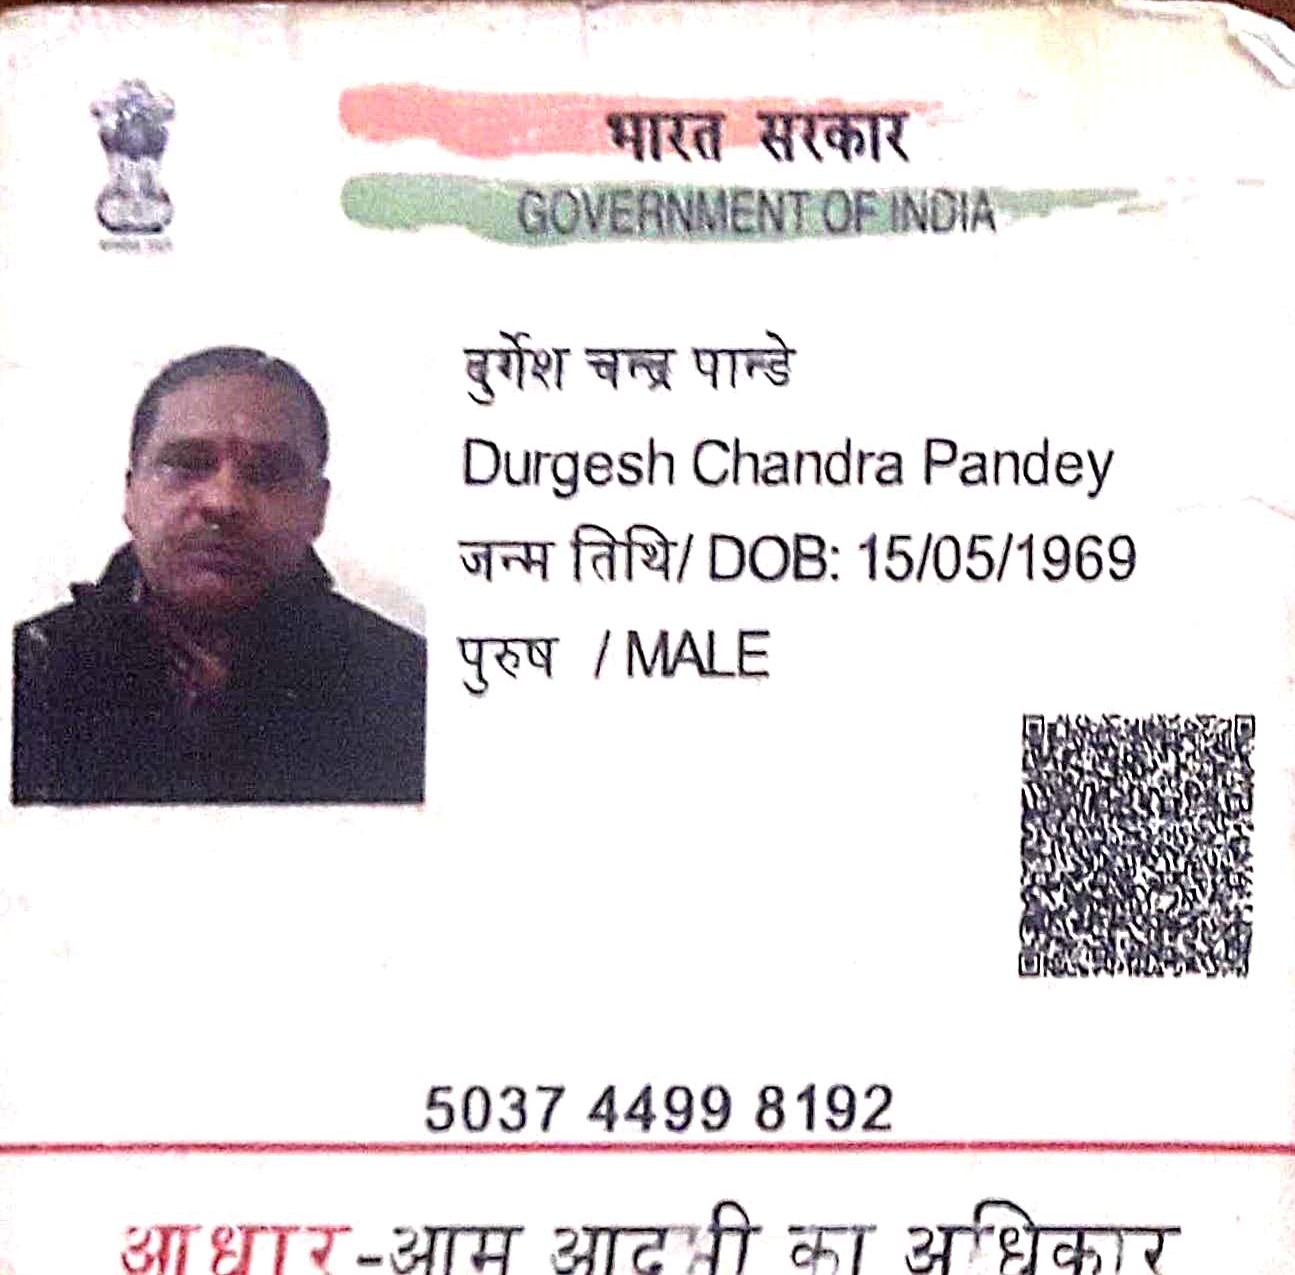 भारत सरकार
GOVERNMENT OF INDIA
दुर्गेश चन्द्र पान्डे
Durgesh Chandra Pandey
जन्म तिथि/ DOB: 15/05/1969
पुरुष / MALE
5037 4499 8192
आधार-आम आदमी का अधिकार